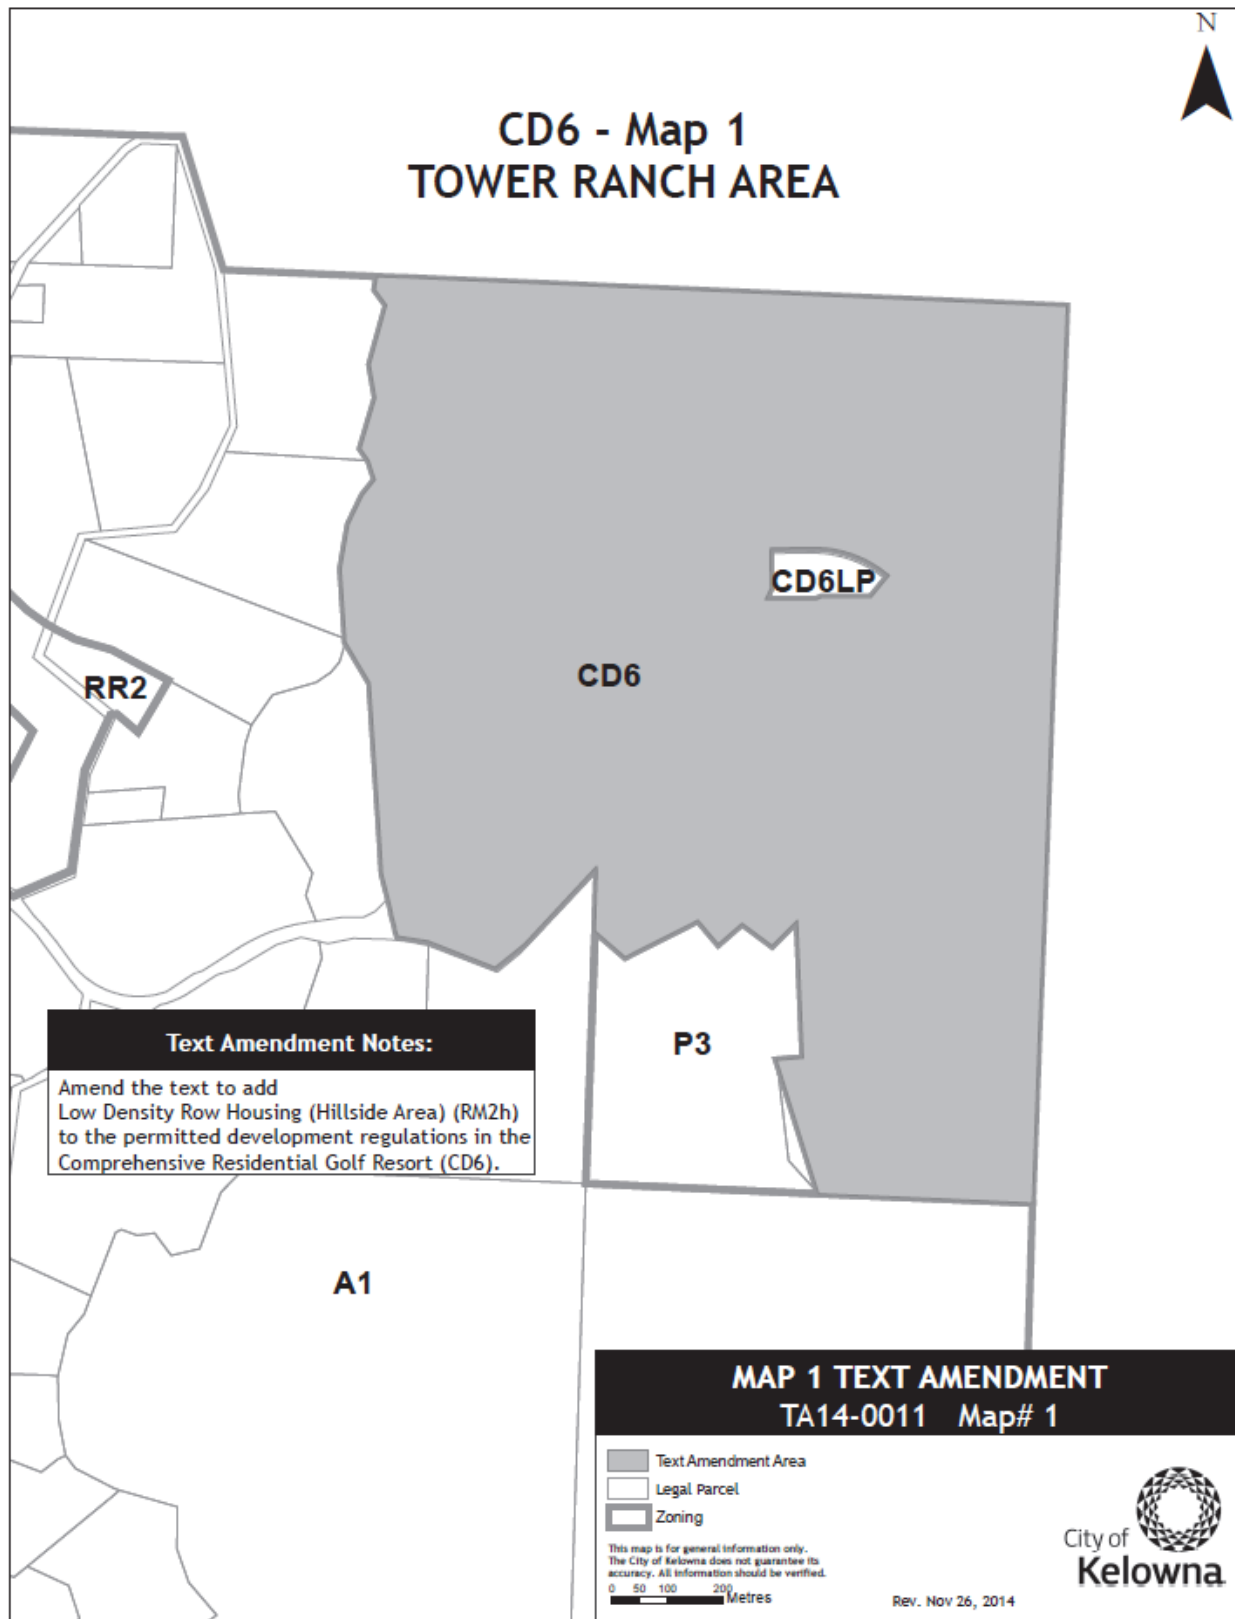 N
CD6 - Map 1
TOWER RANCH AREA
CD6LP
CD6
RR2
P3
Text Amendment Notes:
Amend the text to add
Low Density Row Housing (Hillside Area) (RM2h)
to the permitted development regulations in the
Comprehensive Residential Golf Resort (CD6).
A1
MAP 1 TEXT AMENDMENT
TA14-0011 Map# 1
Text Amendment Area
Legal Parcel
Zoning
This map is for general information only.
The City of Kelowna does not guarantee its
accuracy. All information should be verified.
0 50 100 200
Metres
Rev. Nov 26, 2014
City of
Kelowna